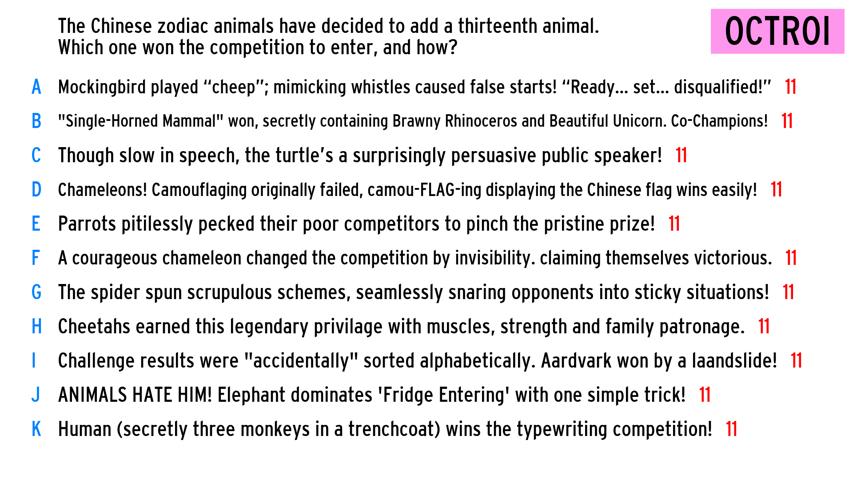 The Chinese zodiac animals have decided to add a thirteenth animal.
Which one won the competition to enter, and how?
OCTROI
A Mockingbird played “cheep”; mimicking whistles caused false starts! “Ready... set... disqualified!” 11
B "Single-Horned Mammal" won, secretly containing Brawny Rhinoceros and Beautiful Unicorn. Co-Champions! 11
C Though slow in speech, the turtle’s a surprisingly persuasive public speaker! 11
D Chameleons! Camouflaging originally failed, camou-FLAG-ing displaying the Chinese flag wins easily! 11
E Parrots pitilessly pecked their poor competitors to pinch the pristine prize! 11
F A courageous chameleon changed the competition by invisibility. claiming themselves victorious. 11
G The spider spun scrupulous schemes, seamlessly snaring opponents into sticky situations! 11
H Cheetahs earned this legendary privilage with muscles, strength and family patronage. 11
I Challenge results were "accidentally" sorted alphabetically. Aardvark won by a laandslide! 11
J ANIMALS HATE HIM! Elephant dominates 'Fridge Entering' with one simple trick! 11
K Human (secretly three monkeys in a trenchcoat) wins the typewriting competition! 11